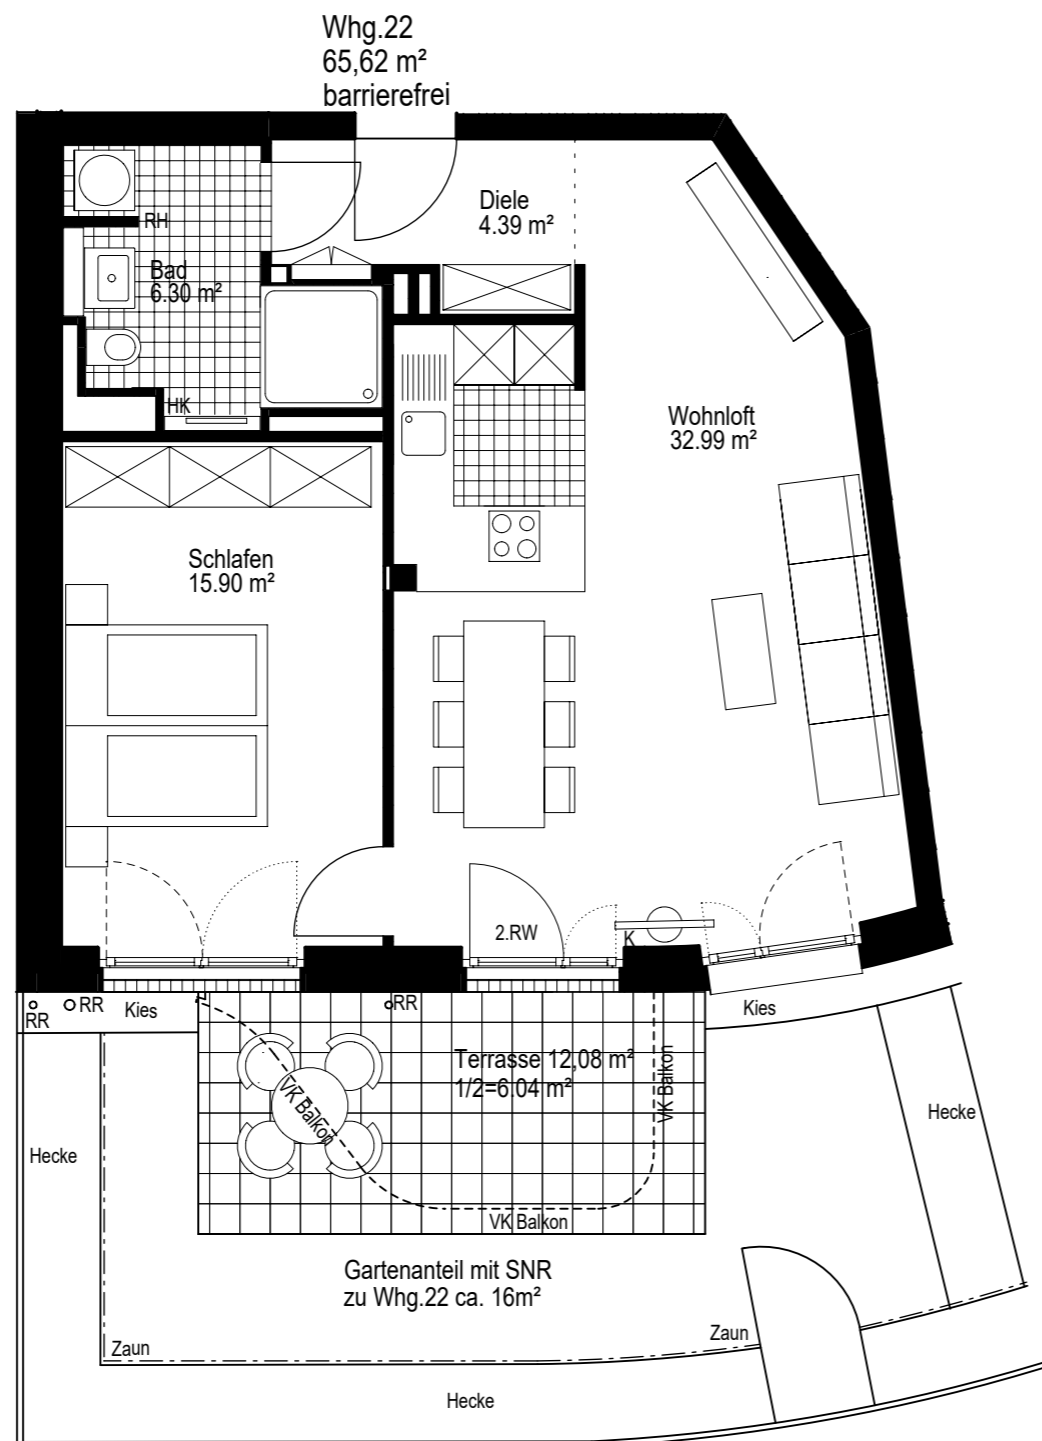 Whg.22
65,62 m²
barrierefrei
Diele
4.39 m²
RH
Bad
6.30 m²
HK
Wohnloft
32.99 m²
Schlafen
15.90 m²
2.RW
K
RR
RR
Kies
RR
Kies
Terrasse 12,08 m²
1/2=6.04 m²
VK Balkon
VK Balkon
VK Balkon
Hecke
Hecke
Gartenanteil mit SNR
zu Whg.22 ca. 16m²
Zaun
Zaun
Hecke